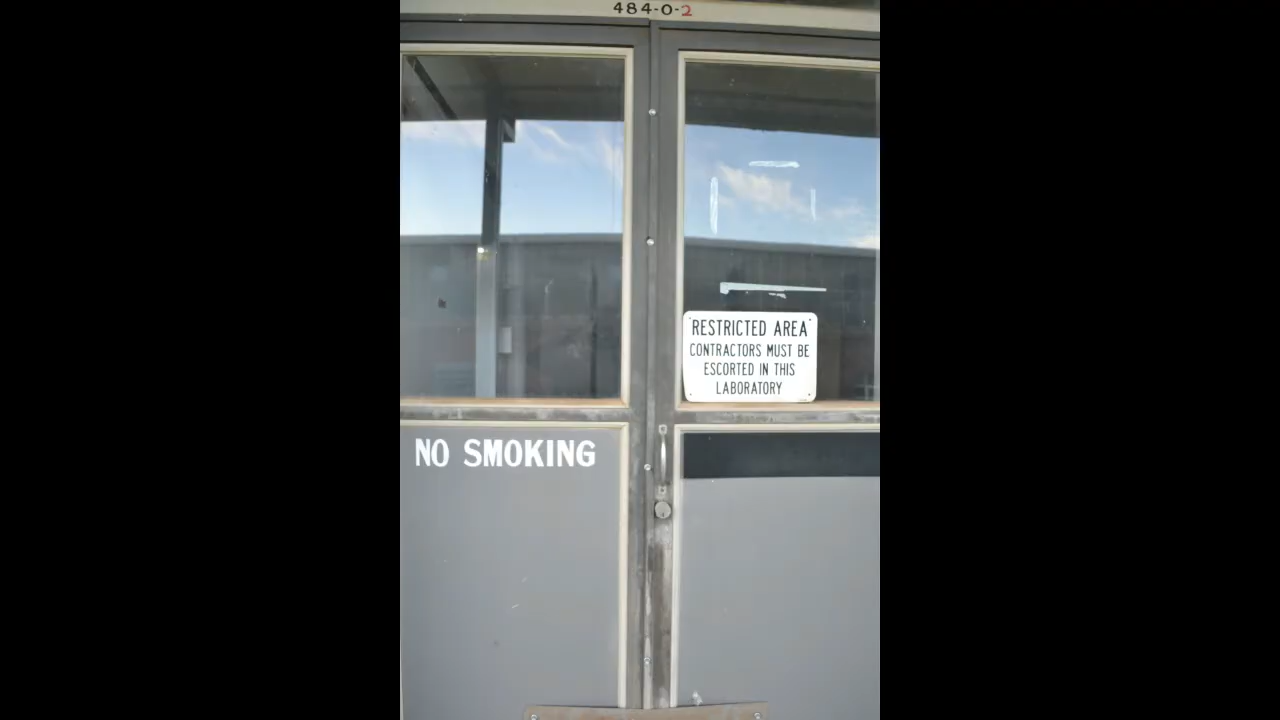 484-0-2
RESTRICTED AREA
CONTRACTORS MUST BE
ESCORTED IN THIS
LABORATORY
NO SMOKING